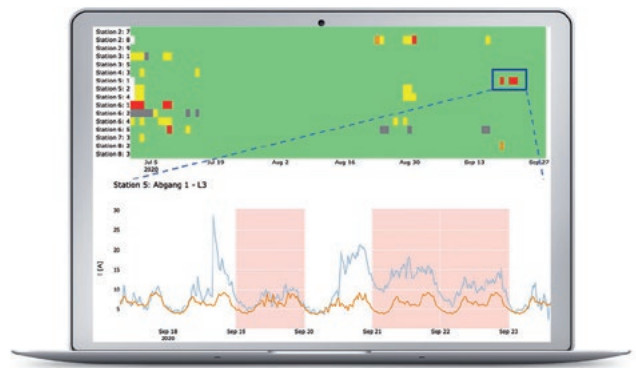 Station 2: 7
Station 2: 8
Station 2: 9
Station 3: 1
Station 3: 5
Station 4: 3
Station 5: 1
Station 5: 2
Station 5: 4
Station 6: 1
Station 6: 3
Station 6: 4
Station 6: 5
Station 7: 3
Station 8: 2
Station 8: 3
Jul 5 Jul 19 Aug 2 Aug 16 Aug 30 Sep 13 Sep 27
2020
Station 5: Abgang 1 - L3
30
25
20
15
10
5
I [A]
Sep 18 Sep 19 Sep 20 Sep 21 Sep 22 Sep 23
2020